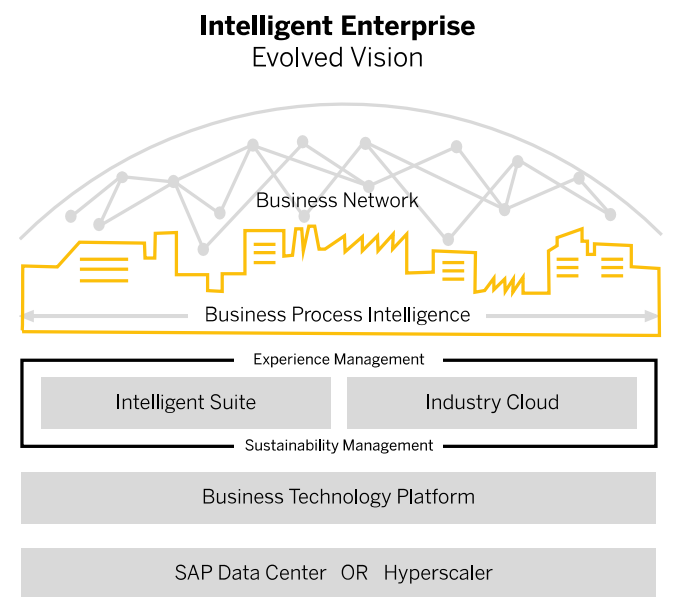 Intelligent Enterprise
Evolved Vision
Business Network
Business Process Intelligence
Experience Management
Intelligent Suite
Industry Cloud
Sustainability Management
Business Technology Platform
SAP Data Center OR Hyperscaler